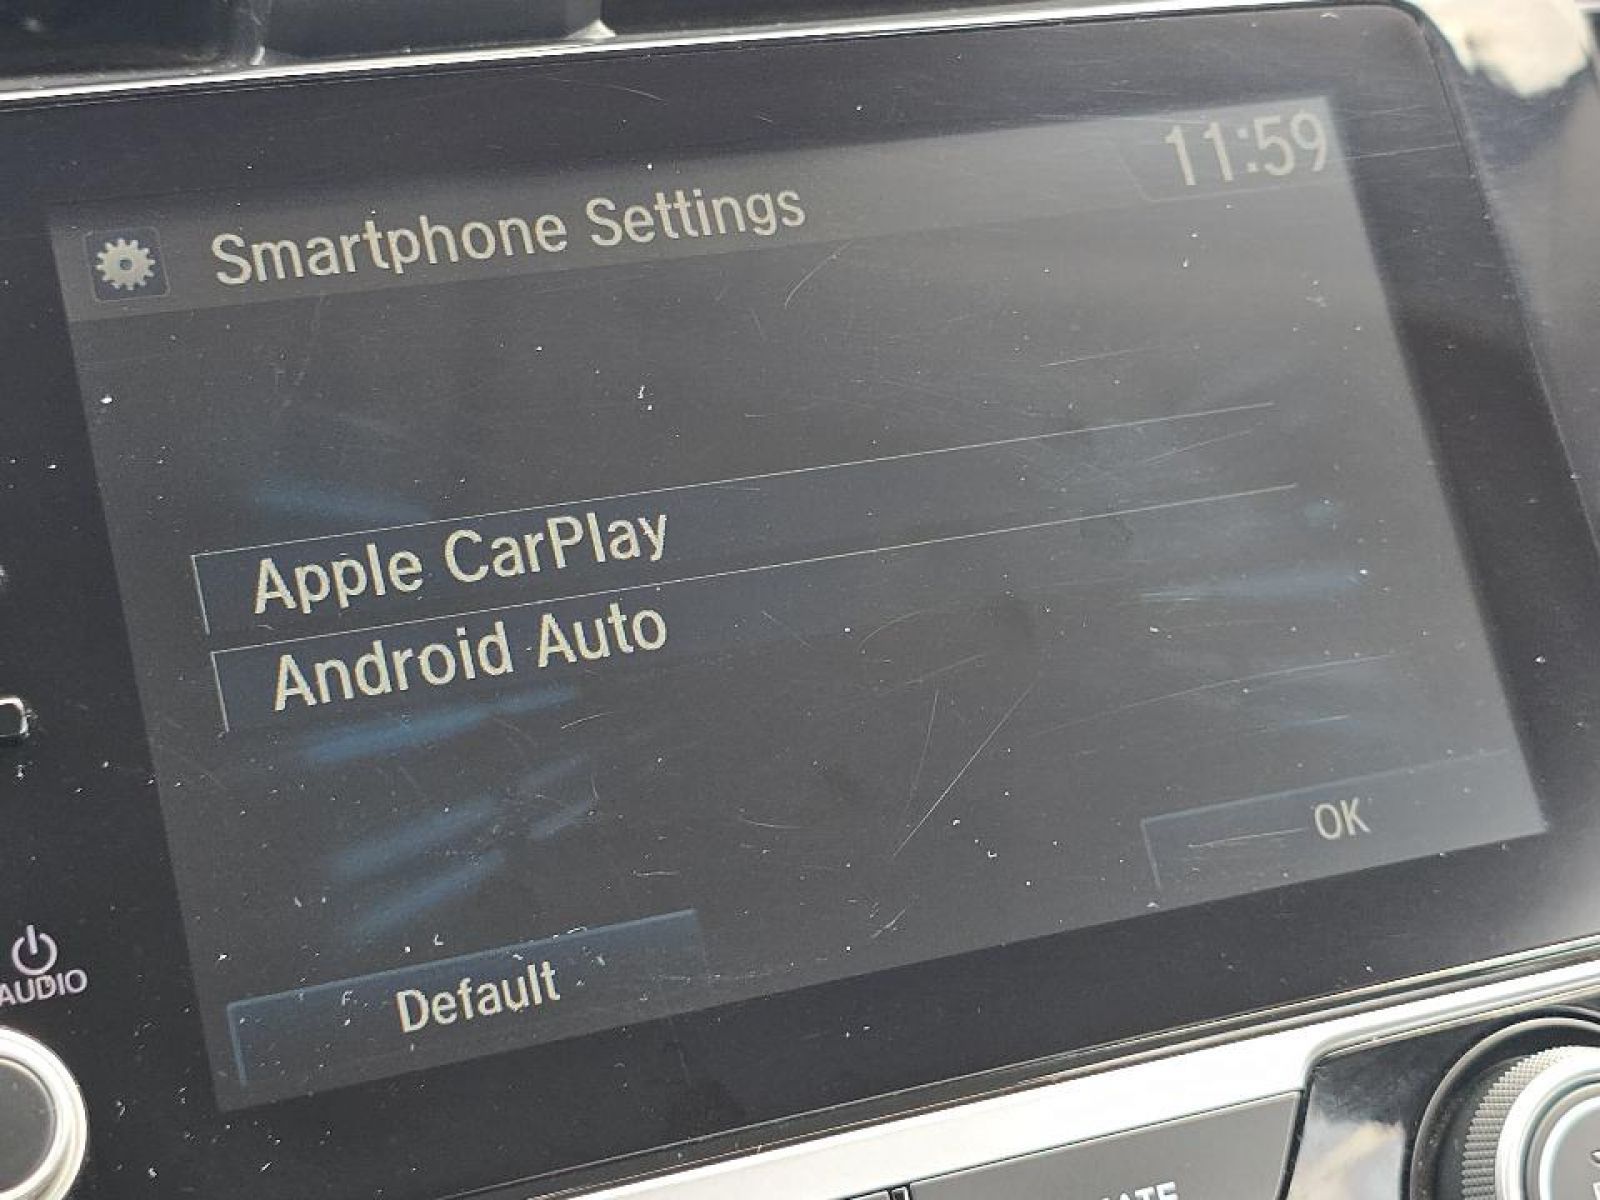 11:59
Smartphone Settings
Apple CarPlay
Android Auto
OK
Default
AUDIO